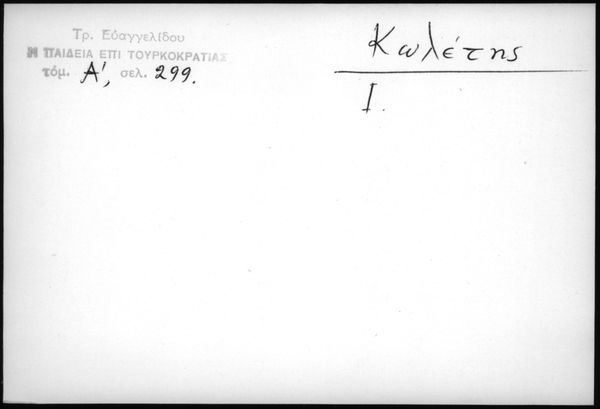 Τρ. Εὐαγγελίδου
Η ΠΑΙΔΕΙΑ ΕΠΙ ΤΟΥΡΚΟΚΡΑΤΙΑΣ
τόμ. Α', σελ. 299.
Κωλέτης
Ι.